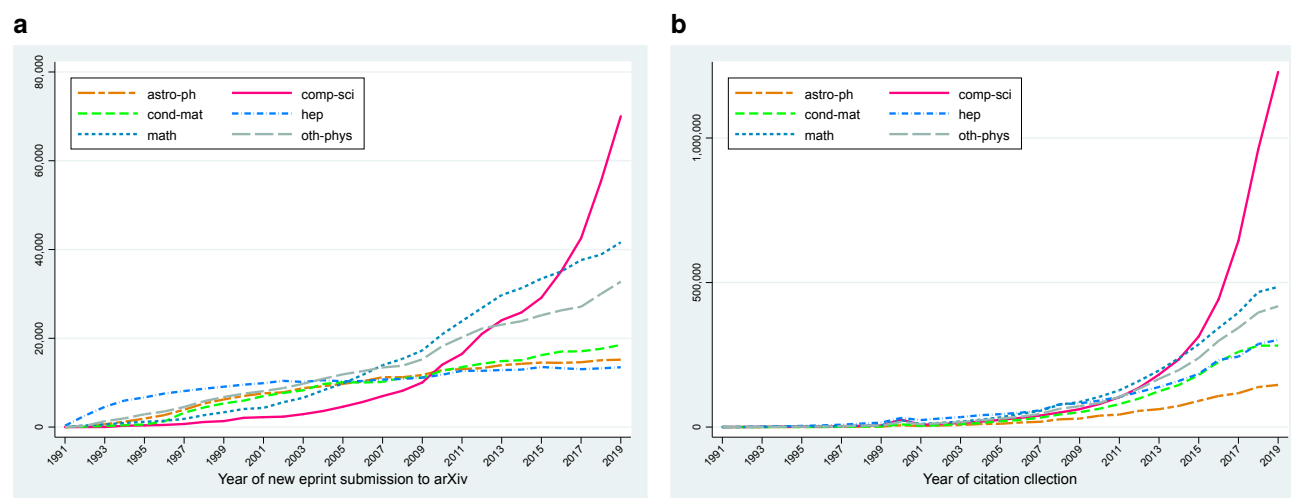 a
80,000
60,000
40,000
20,000
0
astro-ph comp-sci
cond-mat hep
math oth-phys
1991 1993 1995 1997 1999 2001 2003 2005 2007 2009 2011 2013 2015 2017 2019
Year of new eprint submission to arXiv
b
1,000,000
500,000
0
astro-ph comp-sci
cond-mat hep
math oth-phys
1991 1993 1995 1997 1999 2001 2003 2005 2007 2009 2011 2013 2015 2017 2019
Year of citation cllection